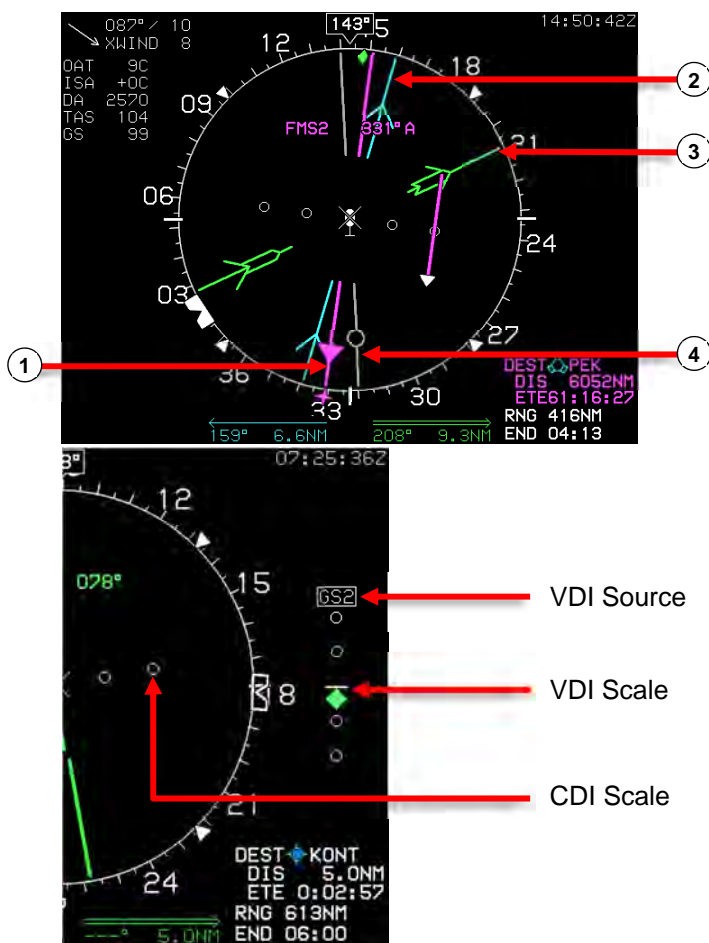 087°/ 10
XWIND 8
OAT 9C
ISA +0C
DA 2570
TAS 104
GS 99
143°
14:50:42Z
12
15
18
09
21
06
24
03
27
36
33
30
FMS2 331°A
2
3
1
4
DEST PEK
DIS 6052NM
ETE61:16:27
RNG 416NM
END 04:13
159° 6.6NM
208° 9.3NM
3°
07:25:36Z
12
078°
15
GS2
VDI Source
8
VDI Scale
21
CDI Scale
24
DEST KONT
DIS 5.0NM
ETE 0:02:57
RNG 613NM
END 06:00
---° 5.0NM